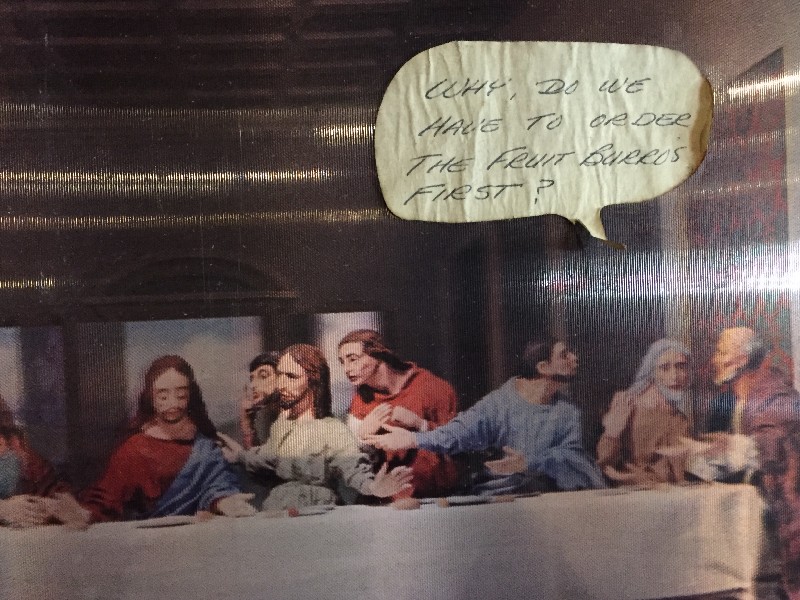 WHY, DO WE
HAVE TO ORDER
THE FRUIT BURROS
FIRST?